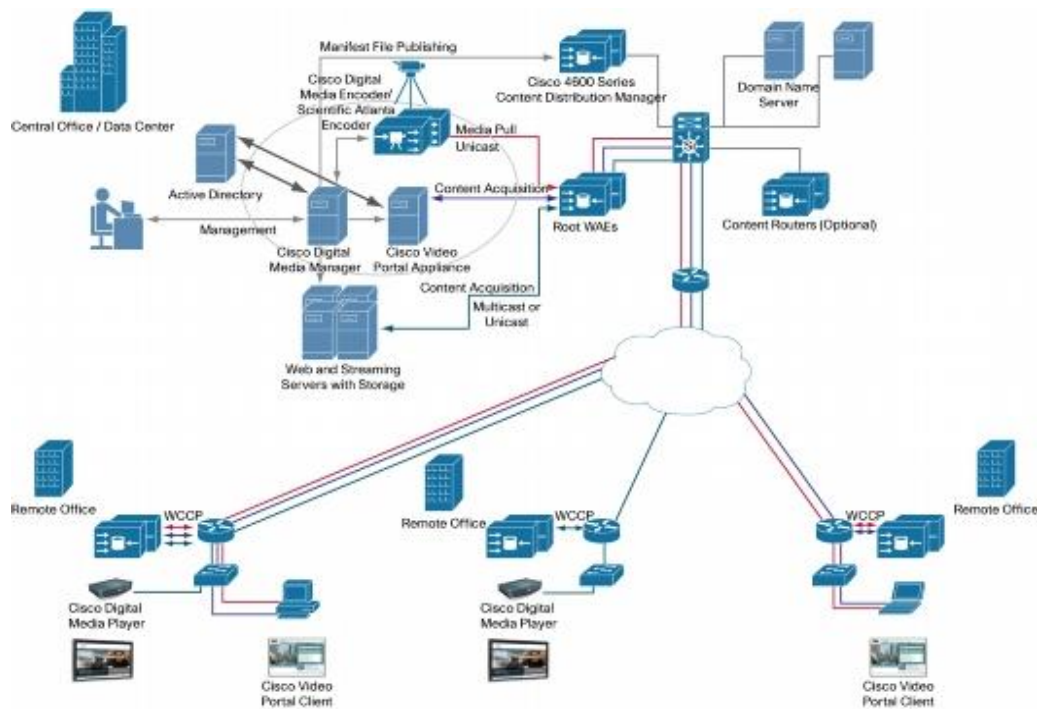 Manifest File Publishing
Cisco Digital
Media Encoder/
Scientific Atlanta
Encoder
Cisco 4600 Series
Content Distribution Manager
Domain Name
Server
Central Office / Data Center
Media Pull
Unicast
Active Directory
Content Acquisition
Root WAEs
Content Routers (Optional)
Management
Cisco Digital
Media Manager
Cisco Video
Portal Appliance
Content Acquisition
Multicast or
Unicast
Web and Streaming
Servers with Storage
Remote Office
WCCP
Cisco Digital
Media Player
Cisco Video
Portal Client
Remote Office
WCCP
Cisco Digital
Media Player
Remote Office
WCCP
Cisco Video
Portal Client